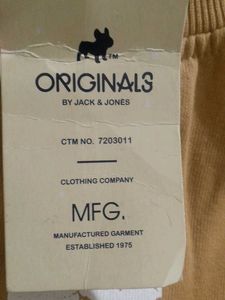 TM
ORIGINALS
BY JACK & JONES
CTM NO. 7203011
CLOTHING COMPANY
MFG.
MANUFACTURED GARMENT
ESTABLISHED 1975